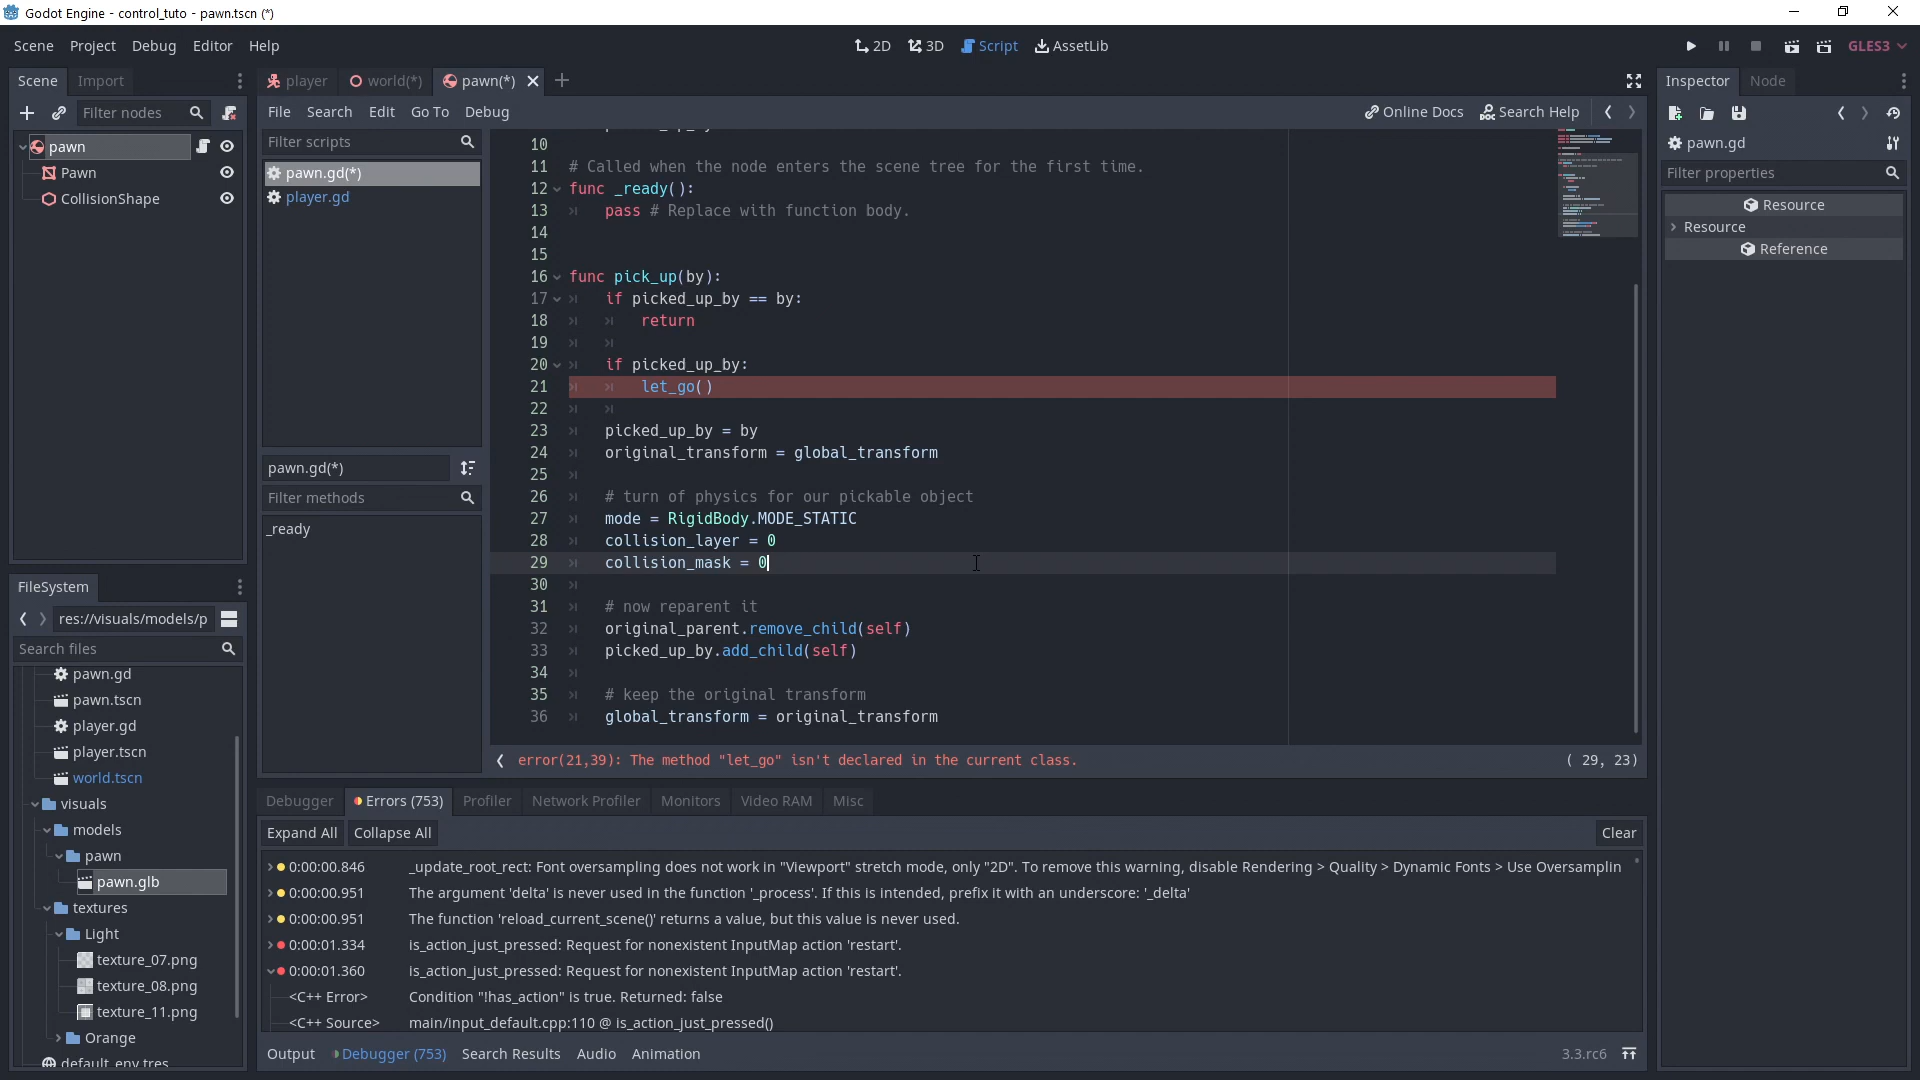 Godot Engine - control_tuto - pawn.tscn (*)
Scene Project Debug Editor Help
2D 3D Script AssetLib
GLES3
Scene Import
Filter nodes
pawn
Pawn
CollisionShape
player world(*) pawn(*)
File Search Edit Go To Debug
Online Docs Search Help
Filter scripts
pawn.gd(*)
player.gd
pawn.gd(*)
Filter methods
_ready
10
11 # Called when the node enters the scene tree for the first time.
12 func _ready():
13 pass # Replace with function body.
14
15
16 func pick_up(by):
17 if picked_up_by == by:
18 return
19
20 if picked_up_by:
21 let_go()
22
23 picked_up_by = by
24 original_transform = global_transform
25
26 # turn of physics for our pickable object
27 mode = RigidBody.MODE_STATIC
28 collision_layer = 0
29 collision_mask = 0
30
31 # now reparent it
32 original_parent.remove_child(self)
33 picked_up_by.add_child(self)
34
35 # keep the original transform
36 global_transform = original_transform
error(21,39): The method "let_go" isn't declared in the current class.
( 29, 23)
Inspector Node
pawn.gd
Filter properties
Resource
Resource
Reference
FileSystem
res://visuals/models/p
Search files
pawn.gd
pawn.tscn
player.gd
player.tscn
world.tscn
visuals
models
pawn
pawn.glb
textures
Light
texture_07.png
texture_08.png
texture_11.png
Orange
default_env.tres
Debugger Errors (753) Profiler Network Profiler Monitors Video RAM Misc
Expand All Collapse All Clear
0:00:00.846 _update_root_rect: Font oversampling does not work in "Viewport" stretch mode, only "2D". To remove this warning, disable Rendering > Quality > Dynamic Fonts > Use Oversamplin
0:00:00.951 The argument 'delta' is never used in the function '_process'. If this is intended, prefix it with an underscore: '_delta'
0:00:00.951 The function 'reload_current_scene()' returns a value, but this value is never used.
0:00:01.334 is_action_just_pressed: Request for nonexistent InputMap action 'restart'.
0:00:01.360 is_action_just_pressed: Request for nonexistent InputMap action 'restart'.
<C++ Error> Condition "!has_action" is true. Returned: false
<C++ Source> main/input_default.cpp:110 @ is_action_just_pressed()
Output Debugger (753) Search Results Audio Animation
3.3.rc6